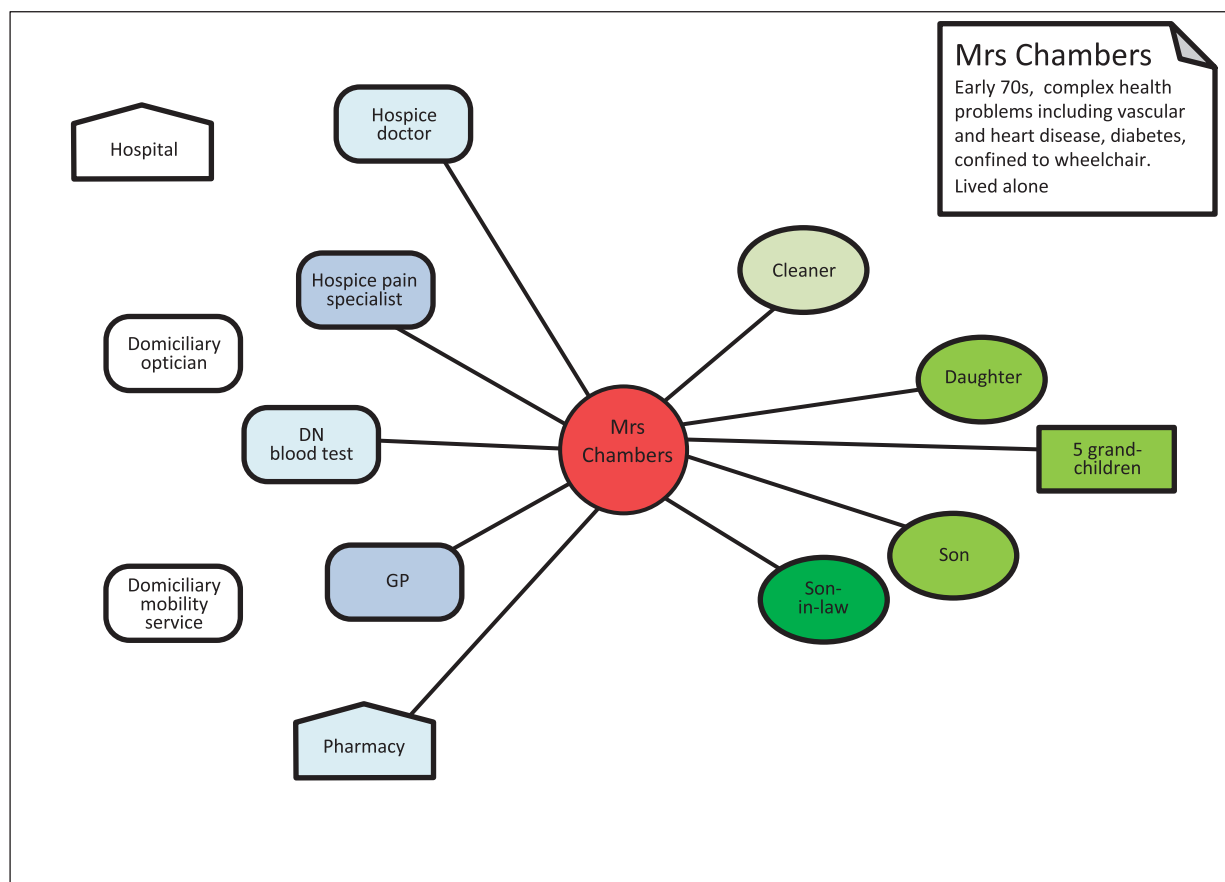 Mrs Chambers
Early 70s, complex health
problems including vascular
and heart disease, diabetes,
confined to wheelchair.
Lived alone
Hospice
doctor
Hospital
Cleaner
Hospice pain
specialist
Domiciliary
optician
Daughter
DN
blood test
Mrs
Chambers
5 grand-
children
Son
GP
Son-
in-law
Domiciliary
mobility
service
Pharmacy